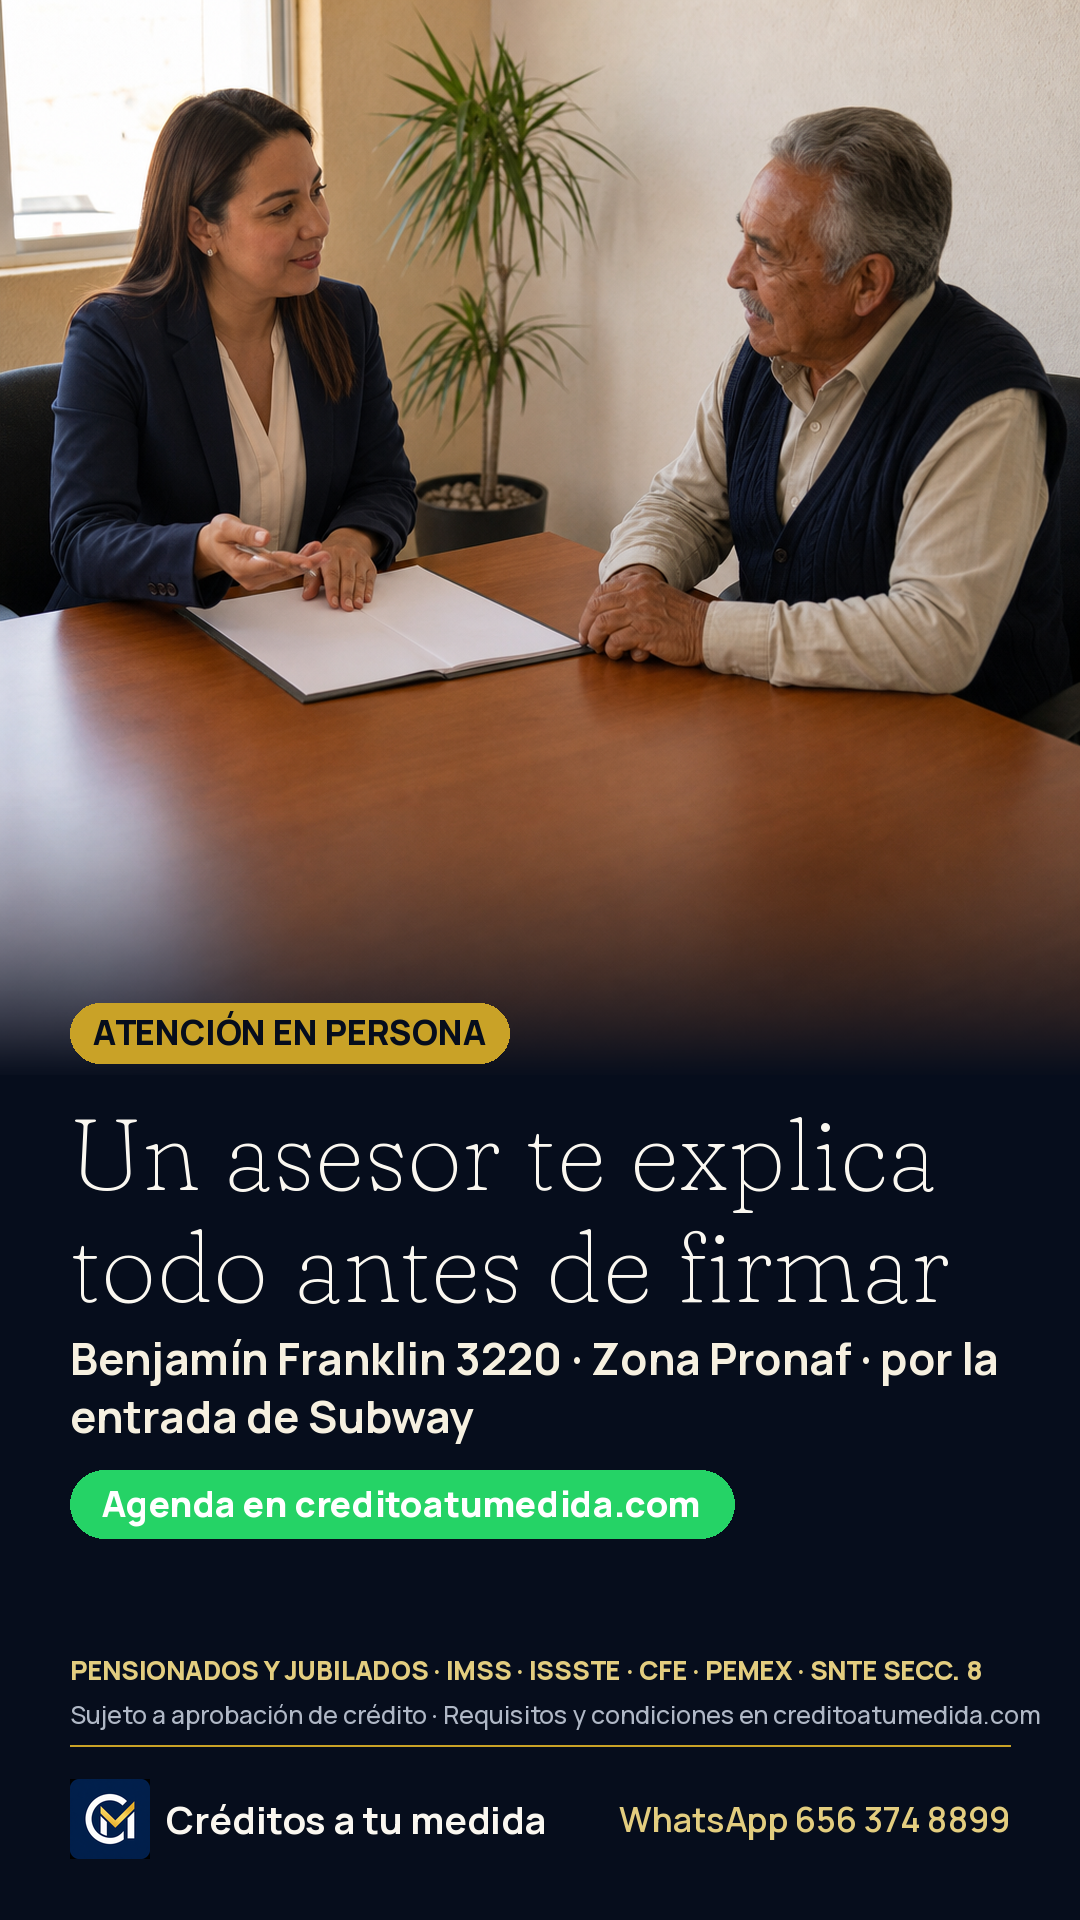 ATENCIÓN EN PERSONA
Un asesor te explica
todo antes de firmar
Benjamín Franklin 3220 · Zona Pronaf · por la
entrada de Subway
Agenda en creditoatumedida.com
PENSIONADOS Y JUBILADOS · IMSS · ISSSTE · CFE · PEMEX · SNTE SECC. 8
Sujeto a aprobación de crédito · Requisitos y condiciones en creditoatumedida.com
Créditos a tu medida
WhatsApp 656 374 8899